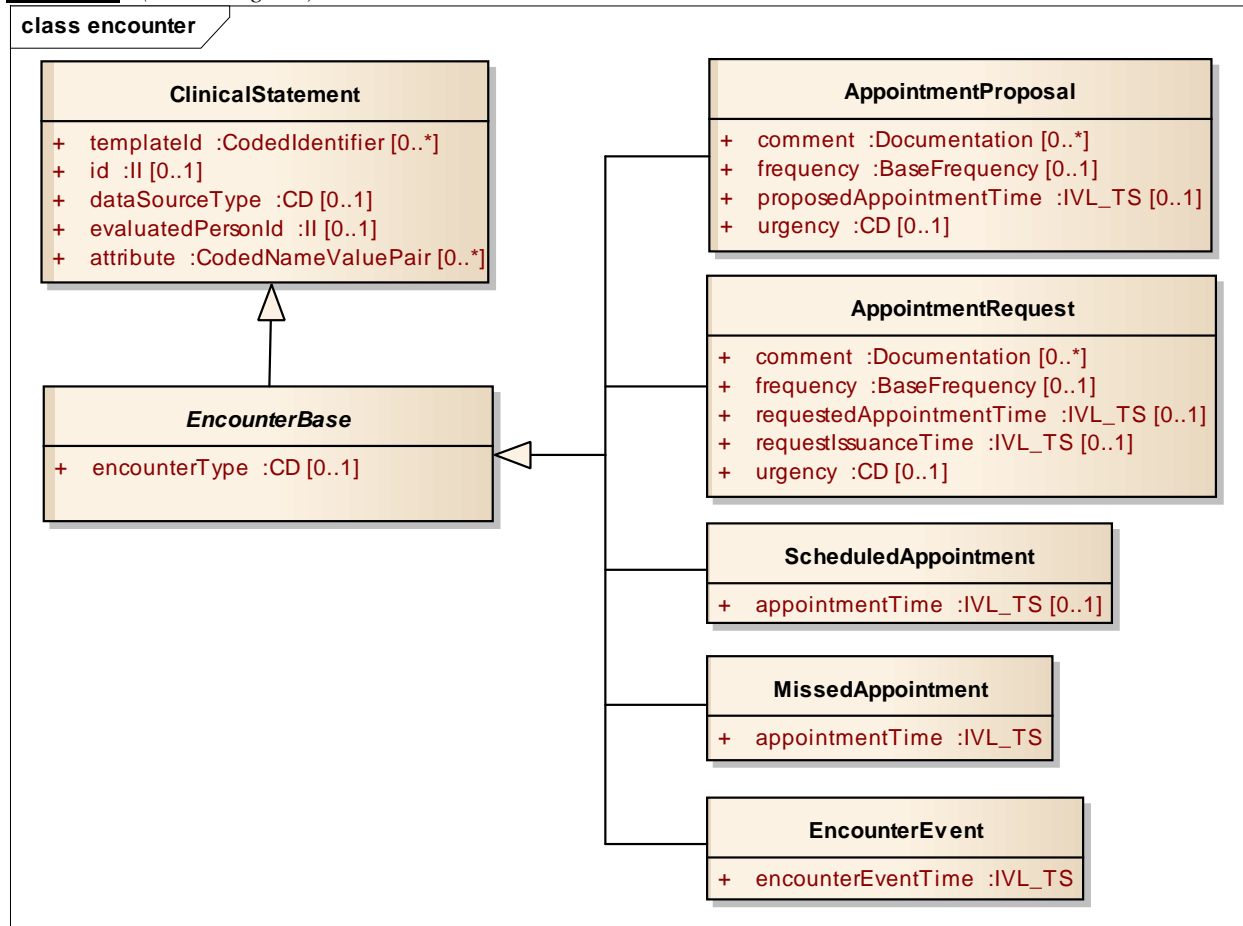 class encounter
ClinicalStatement
+ templateId :CodedIdentifier [0..*]
+ id :II [0..1]
+ dataSourceType :CD [0..1]
+ evaluatedPersonId :II [0..1]
+ attribute :CodedNameValuePair [0..*]
EncounterBase
+ encounterType :CD [0..1]
AppointmentProposal
+ comment :Documentation [0..*]
+ frequency :BaseFrequency [0..1]
+ proposedAppointmentTime :IVL_TS [0..1]
+ urgency :CD [0..1]
AppointmentRequest
+ comment :Documentation [0..*]
+ frequency :BaseFrequency [0..1]
+ requestedAppointmentTime :IVL_TS [0..1]
+ requestIssuanceTime :IVL_TS [0..1]
+ urgency :CD [0..1]
ScheduledAppointment
+ appointmentTime :IVL_TS [0..1]
MissedAppointment
+ appointmentTime :IVL_TS
EncounterEvent
+ encounterEventTime :IVL_TS